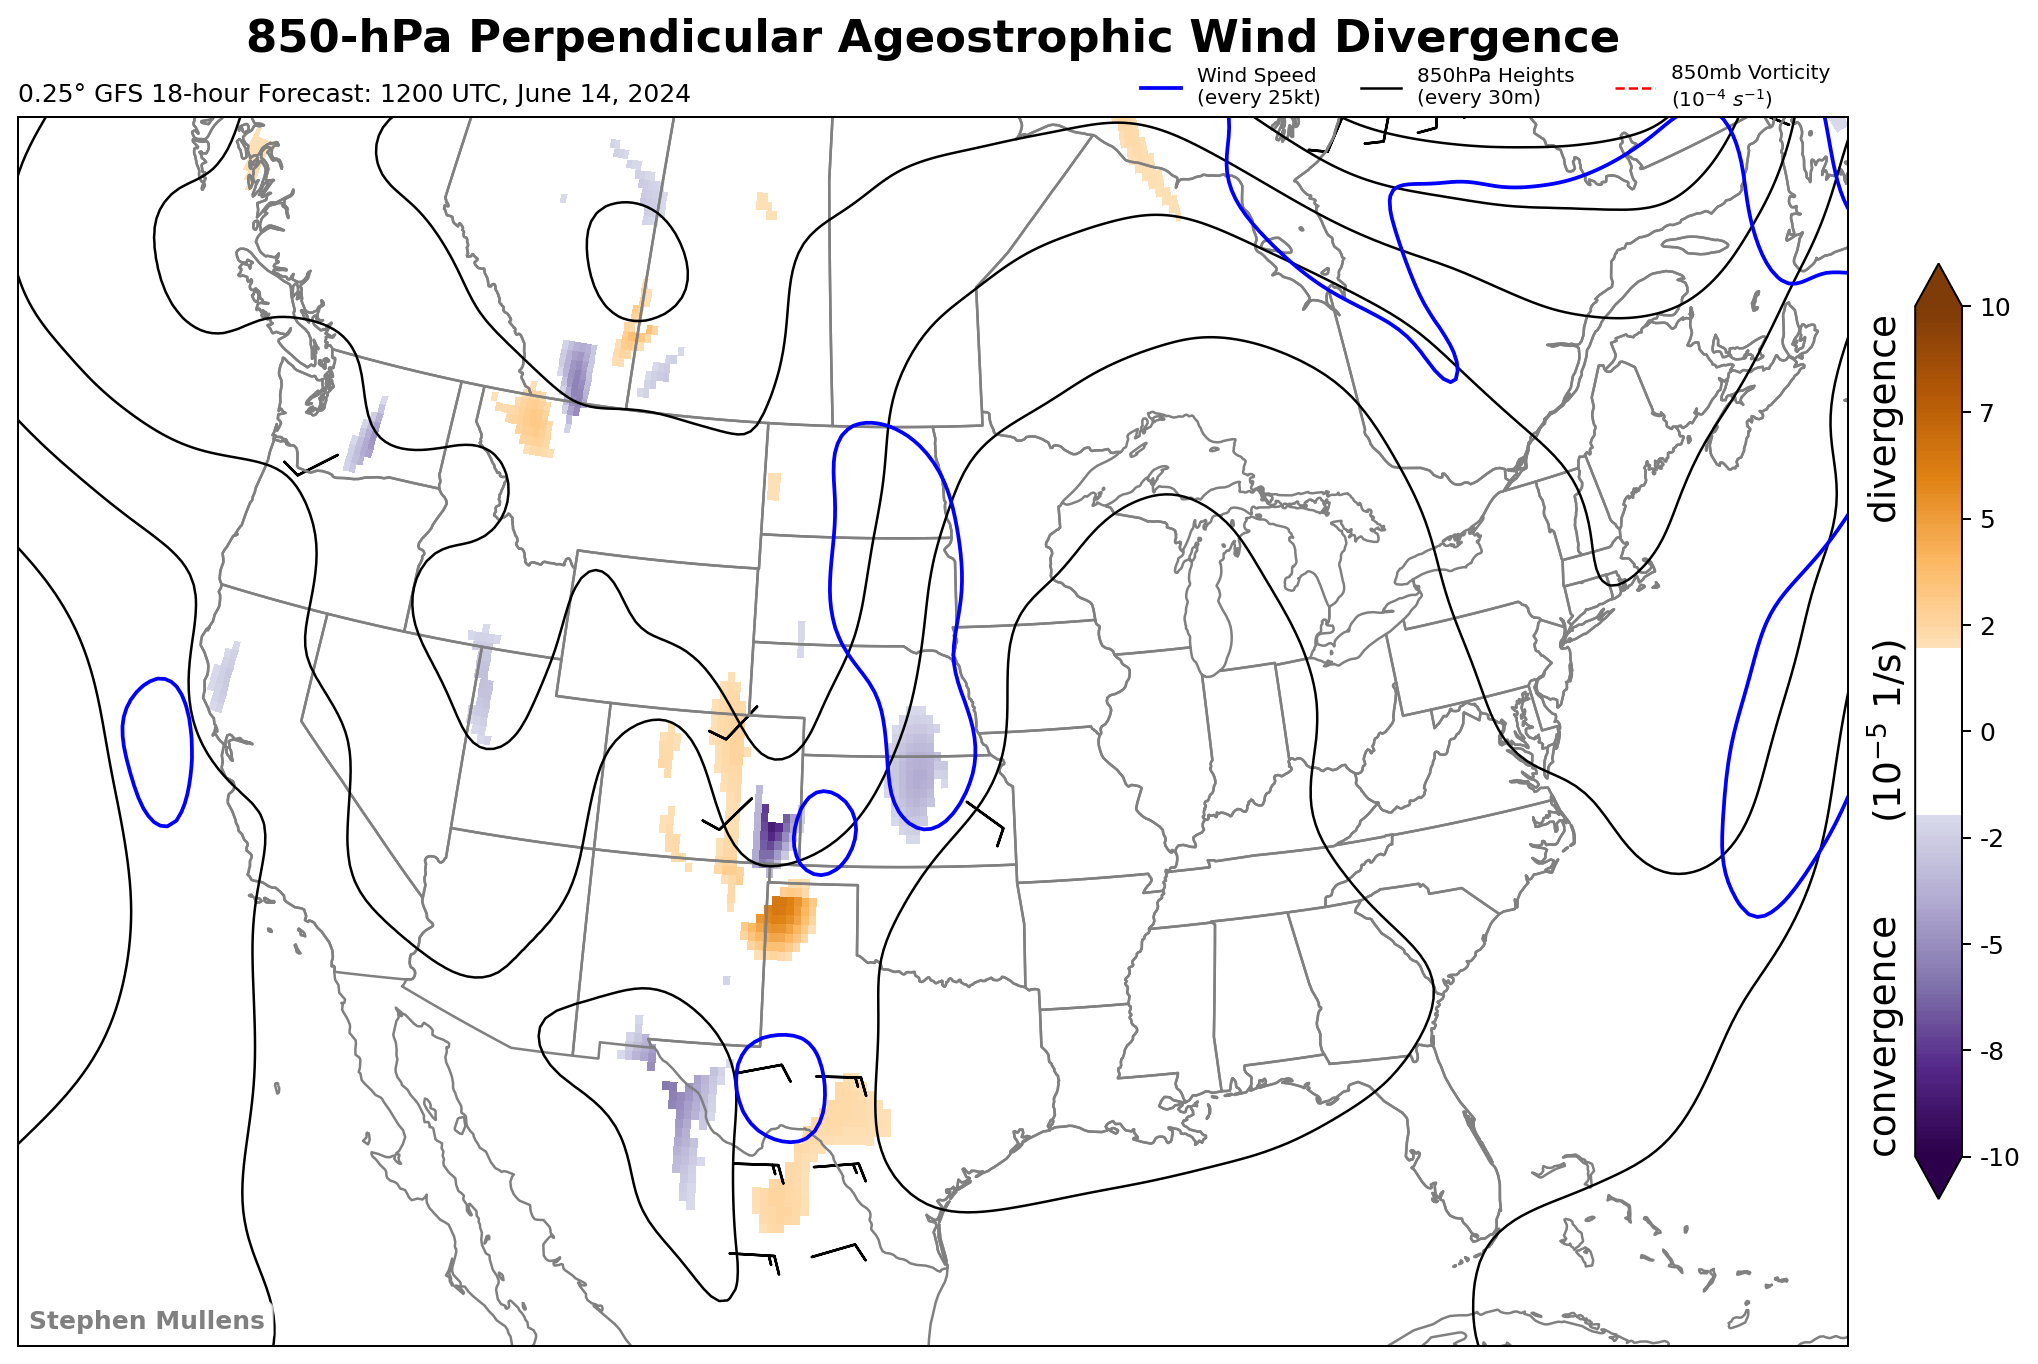 850-hPa Perpendicular Ageostrophic Wind Divergence
0.25° GFS 18-hour Forecast: 1200 UTC, June 14, 2024
Wind Speed
(every 25kt)
850hPa Heights
(every 30m)
850mb Vorticity
(10⁻⁴ s⁻¹)
10
7
5
2
0
-2
-5
-8
-10
convergence (10⁻⁵ 1/s) divergence
Stephen Mullens